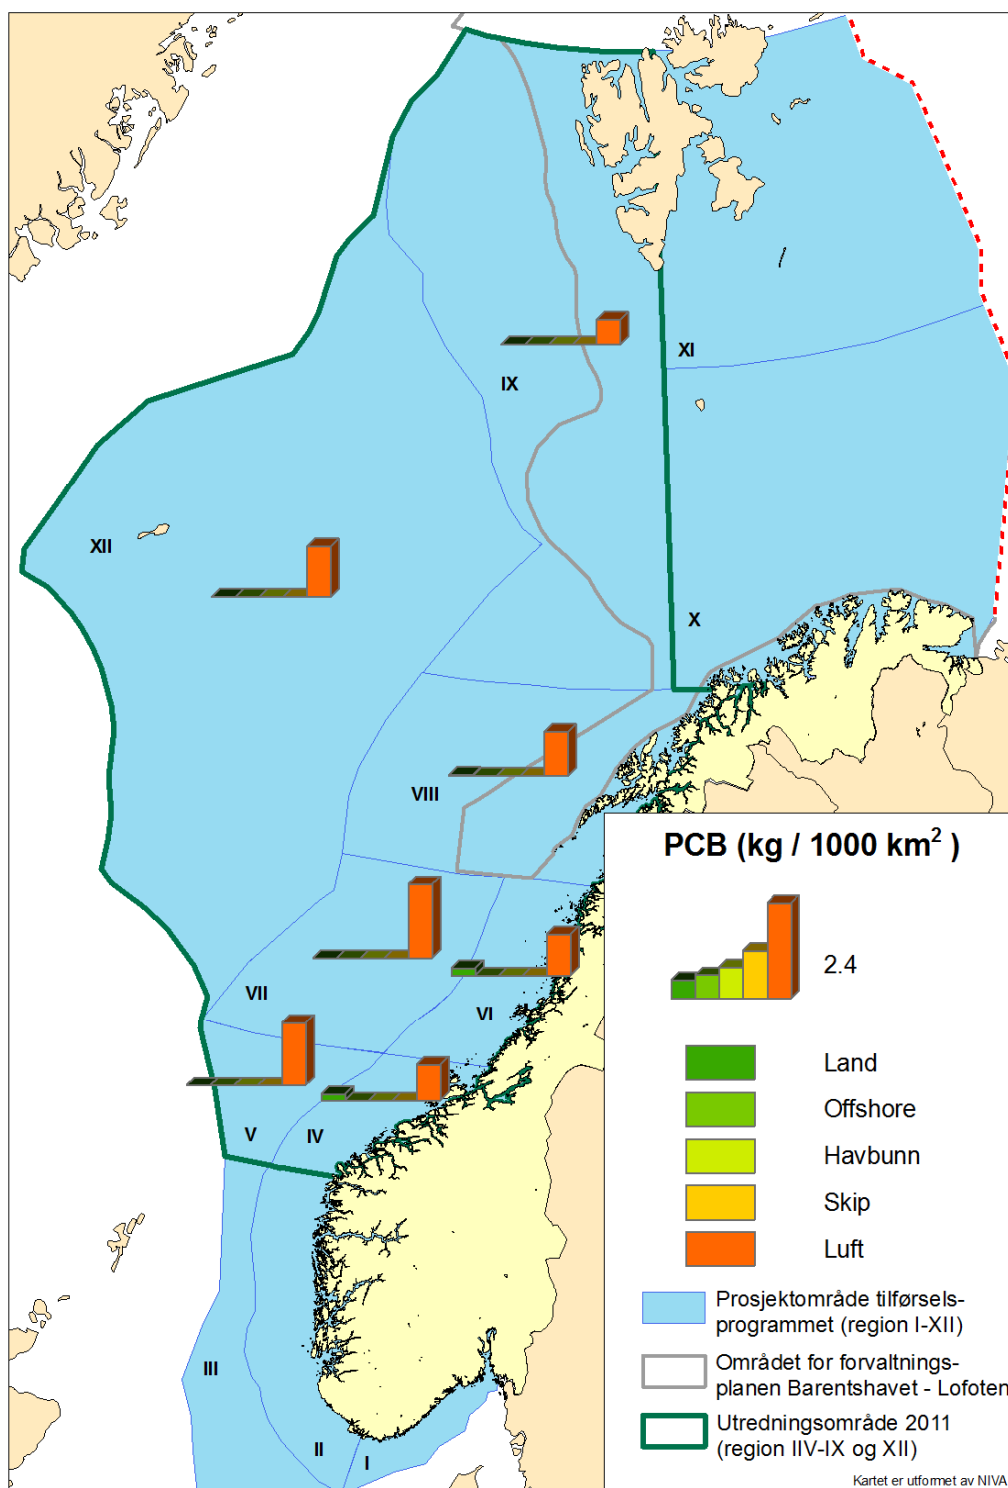 XI
IX
XII
X
VIII
VII
VI
V
IV
III
II
I
PCB (kg / 1000 km² )
2.4
Land
Offshore
Havbunn
Skip
Luft
Prosjektområde tilførsels-
programmet (region I-XII)
Området for forvaltnings-
planen Barentshavet - Lofoten
Utredningsområde 2011
(region IIV-IX og XII)
Kartet er utformet av NIVA